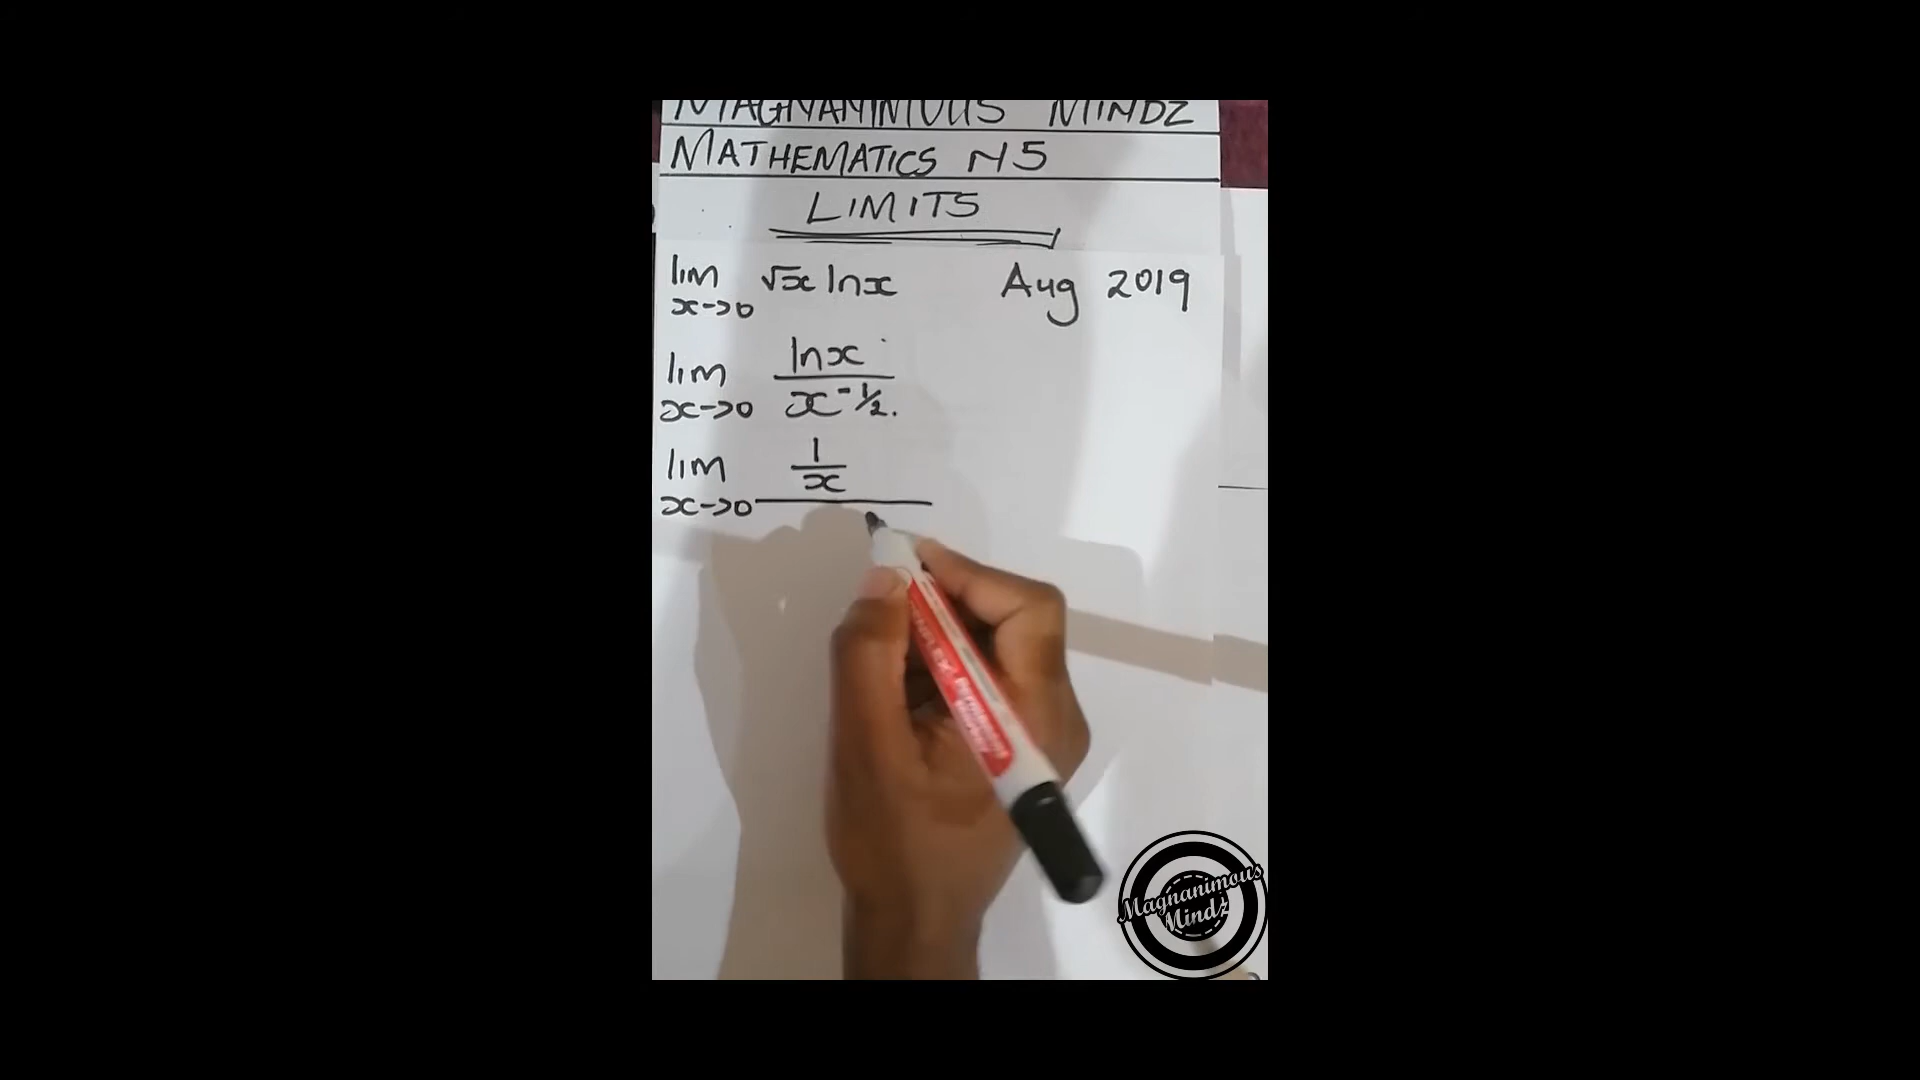 MAGNANIMOUS MINDZ
MATHEMATICS N5
LIMITS
lim x->0 √x ln x Aug 2019
lim x->0 ln x / x^-1/2.
lim x->0 1/x
Magnanimous
Mindz